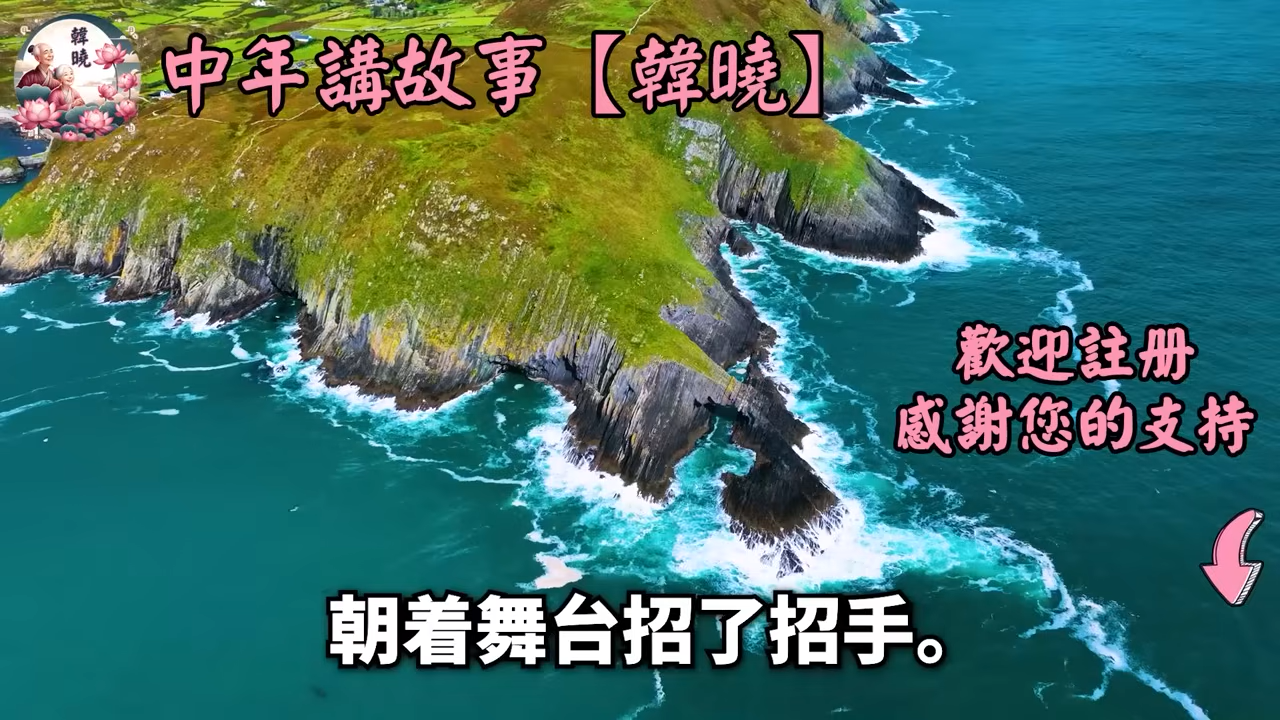 韓
曉
中年講故事【韓曉】
歡迎註册
感謝您的支持
朝着舞台招了招手。